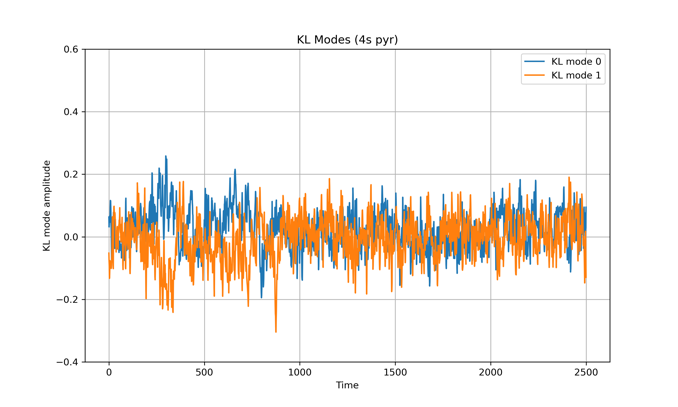 KL Modes (4s pyr)
KL mode 0
KL mode 1
0.6
0.4
0.2
0.0
−0.2
−0.4
KL mode amplitude
0 500 1000 1500 2000 2500
Time